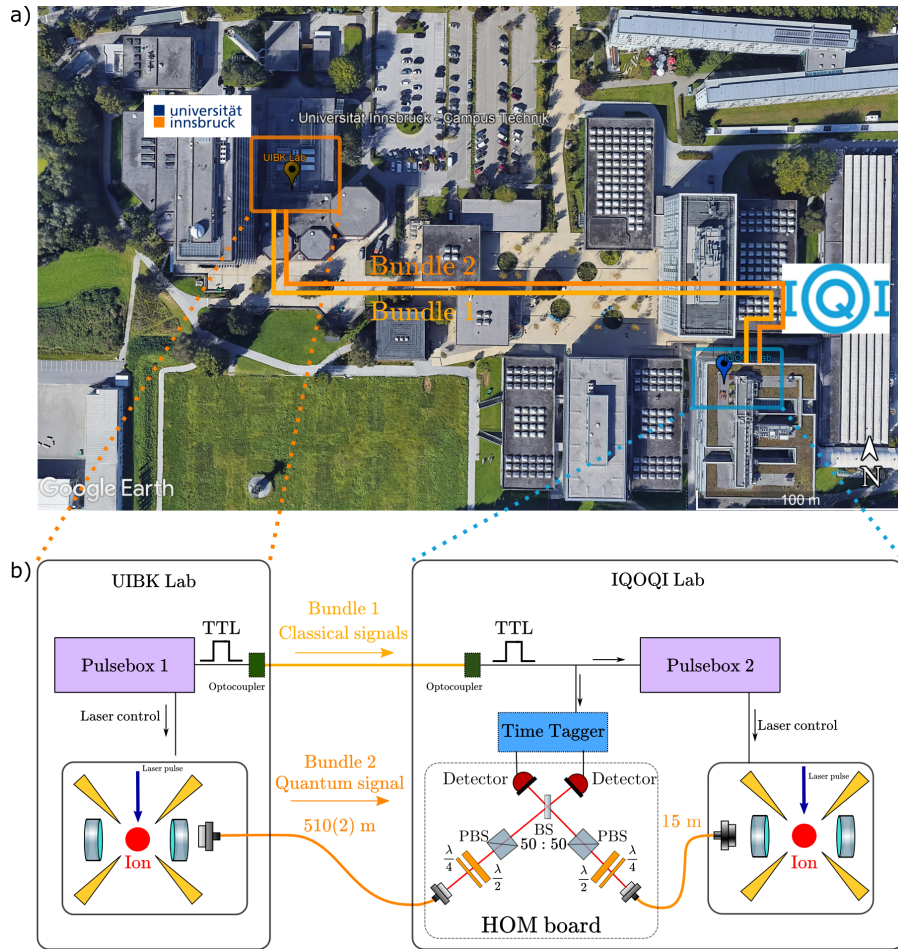 a)
universität
innsbruck
Universität Innsbruck - Campus Technik
UIBK Lab
Bundle 2
Bundle 1
IQI
Google Earth
N
100 m
b)
UIBK Lab
IQOQI Lab
Bundle 1
Classical signals
TTL
TTL
Pulsebox 1
Optocoupler
Optocoupler
Pulsebox 2
Laser control
Laser control
Time Tagger
Bundle 2
Quantum signal
510(2) m
Laser pulse
Ion
Detector
Detector
BS
50 : 50
PBS
PBS
λ/4
λ/2
λ/2
λ/4
HOM board
15 m
Laser pulse
Ion